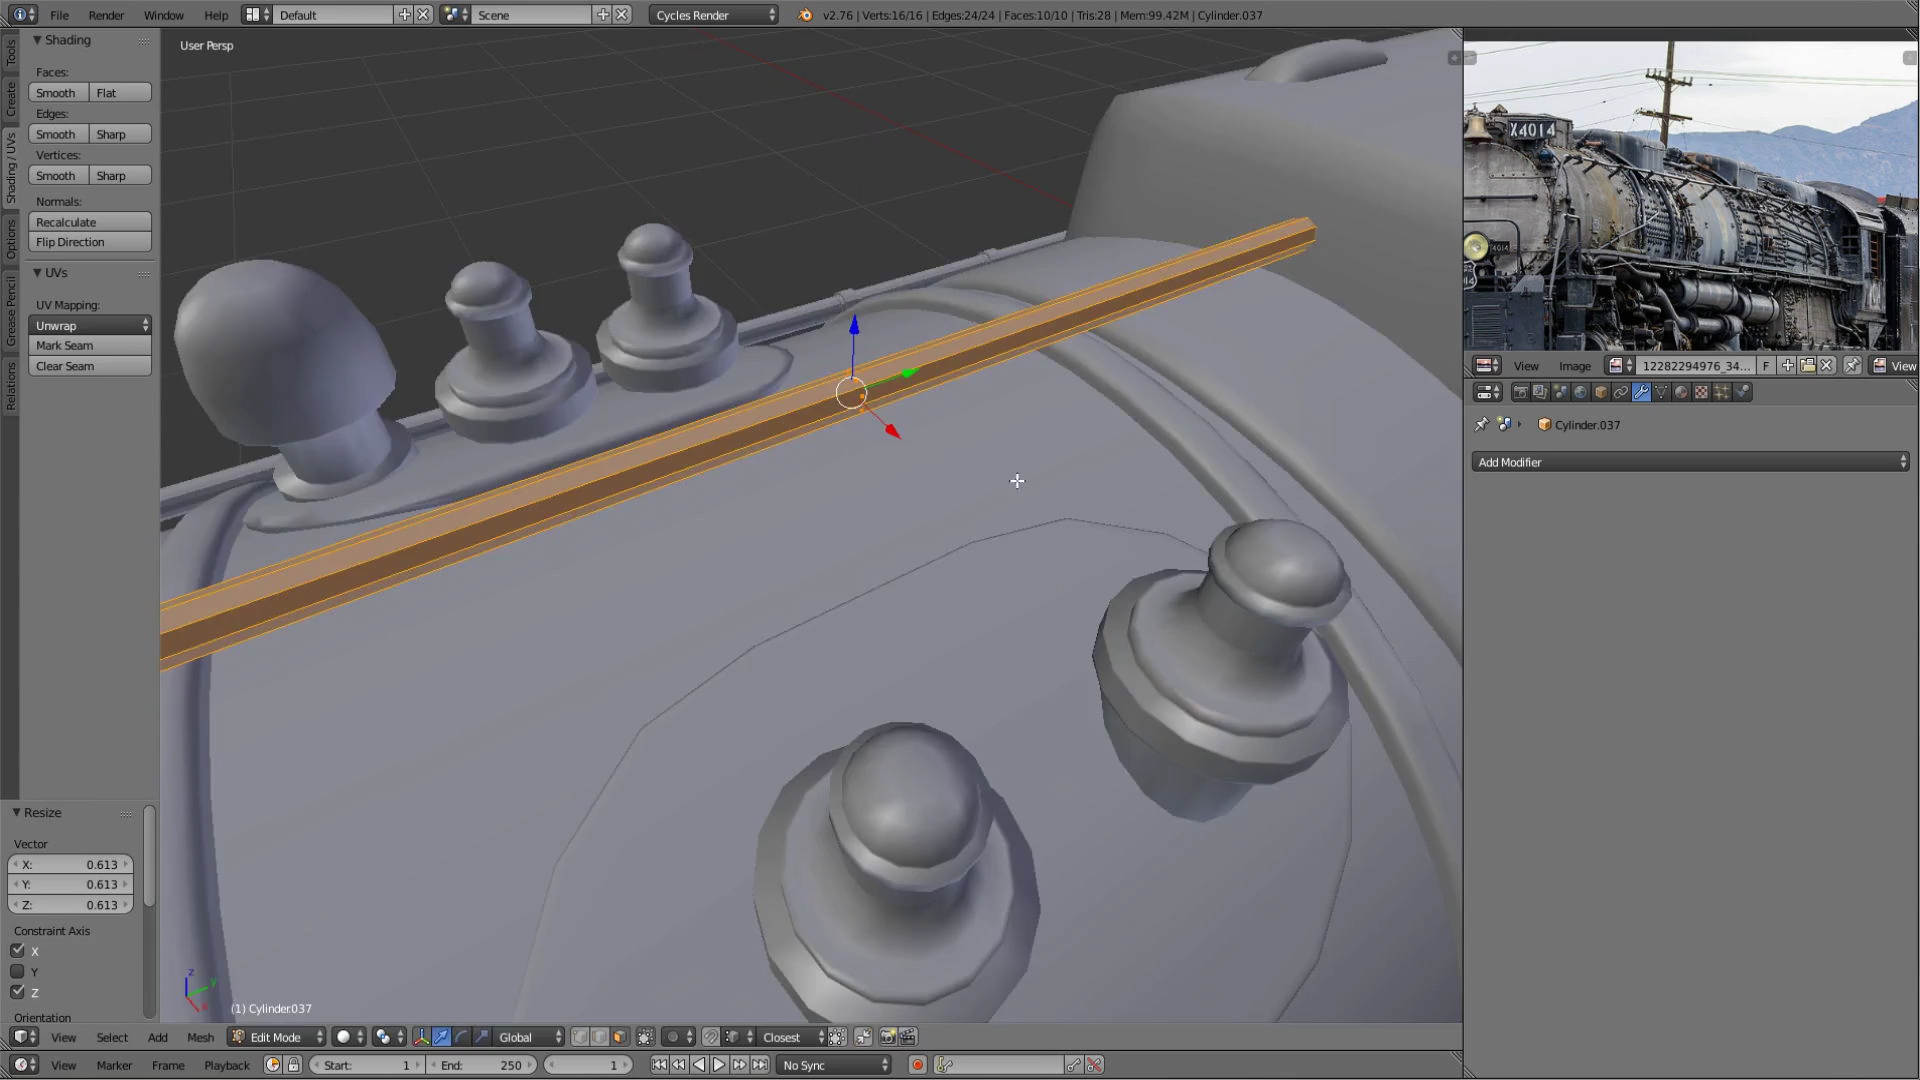 File Render Window Help Default Scene Cycles Render v2.76 | Verts:16/16 | Edges:24/24 | Faces:10/10 | Tris:28 | Mem:99.42M | Cylinder.037
Tools
Create
Shading / UVs
Options
Grease Pencil
Relations
Shading
Faces:
Smooth Flat
Edges:
Smooth Sharp
Vertices:
Smooth Sharp
Normals:
Recalculate
Flip Direction
UVs
UV Mapping:
Unwrap
Mark Seam
Clear Seam
Resize
Vector
X: 0.613
Y: 0.613
Z: 0.613
Constraint Axis
X
Y
Z
Orientation
User Persp
z
y
x
(1) Cylinder.037
X4014
4014
View Image 12282294976_34... F View
Cylinder.037
Add Modifier
View Select Add Mesh Edit Mode Global Closest
View Marker Frame Playback Start: 1 End: 250 1 No Sync